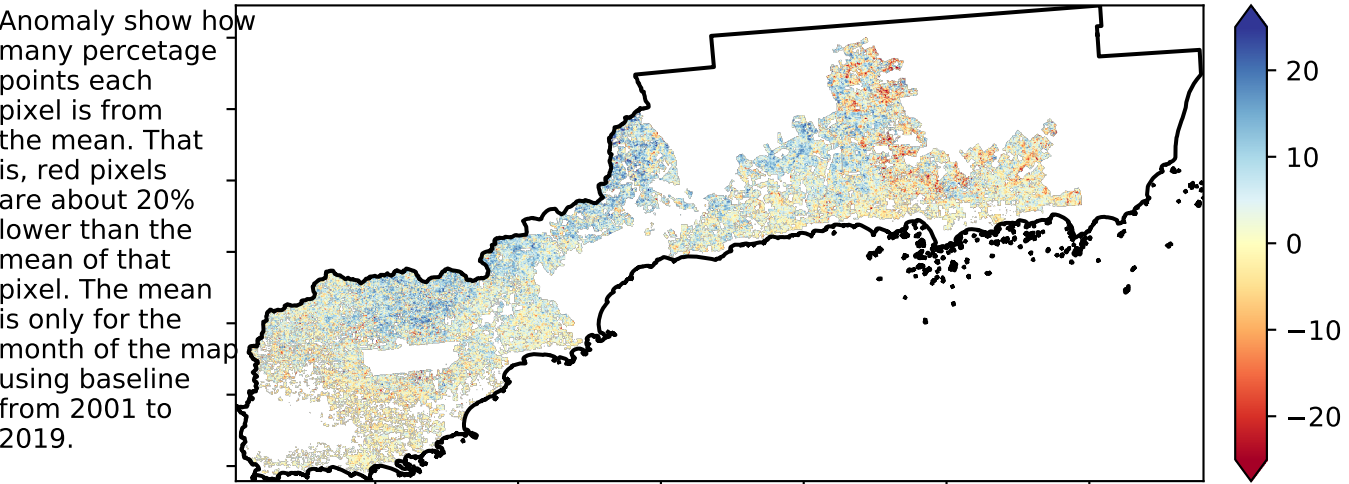 Anomaly show how
many percetage
points each
pixel is from
the mean. That
is, red pixels
are about 20%
lower than the
mean of that
pixel. The mean
is only for the
month of the map
using baseline
from 2001 to
2019.
20
10
0
−10
−20